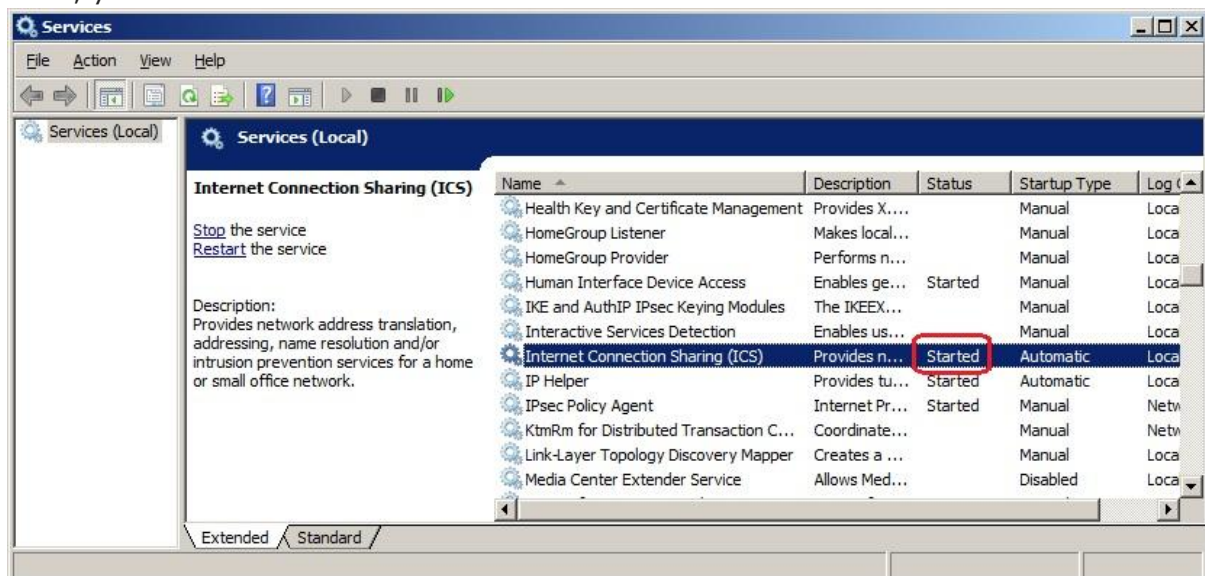 Services
File Action View Help
Services (Local)
Services (Local)
Internet Connection Sharing (ICS)
Stop the service
Restart the service
Description:
Provides network address translation,
addressing, name resolution and/or
intrusion prevention services for a home
or small office network.
Name Description Status Startup Type Log
Health Key and Certificate Management Provides X.... Manual Loca
HomeGroup Listener Makes local... Manual Loca
HomeGroup Provider Performs n... Manual Loca
Human Interface Device Access Enables ge... Started Manual Loca
IKE and AuthIP IPsec Keying Modules The IKEEX... Manual Loca
Interactive Services Detection Enables us... Manual Loca
Internet Connection Sharing (ICS) Provides n... Started Automatic Loca
IP Helper Provides tu... Started Automatic Loca
IPsec Policy Agent Internet Pr... Started Manual Netw
KtmRm for Distributed Transaction C... Coordinate... Manual Netw
Link-Layer Topology Discovery Mapper Creates a ... Manual Loca
Media Center Extender Service Allows Med... Disabled Loca
Extended Standard